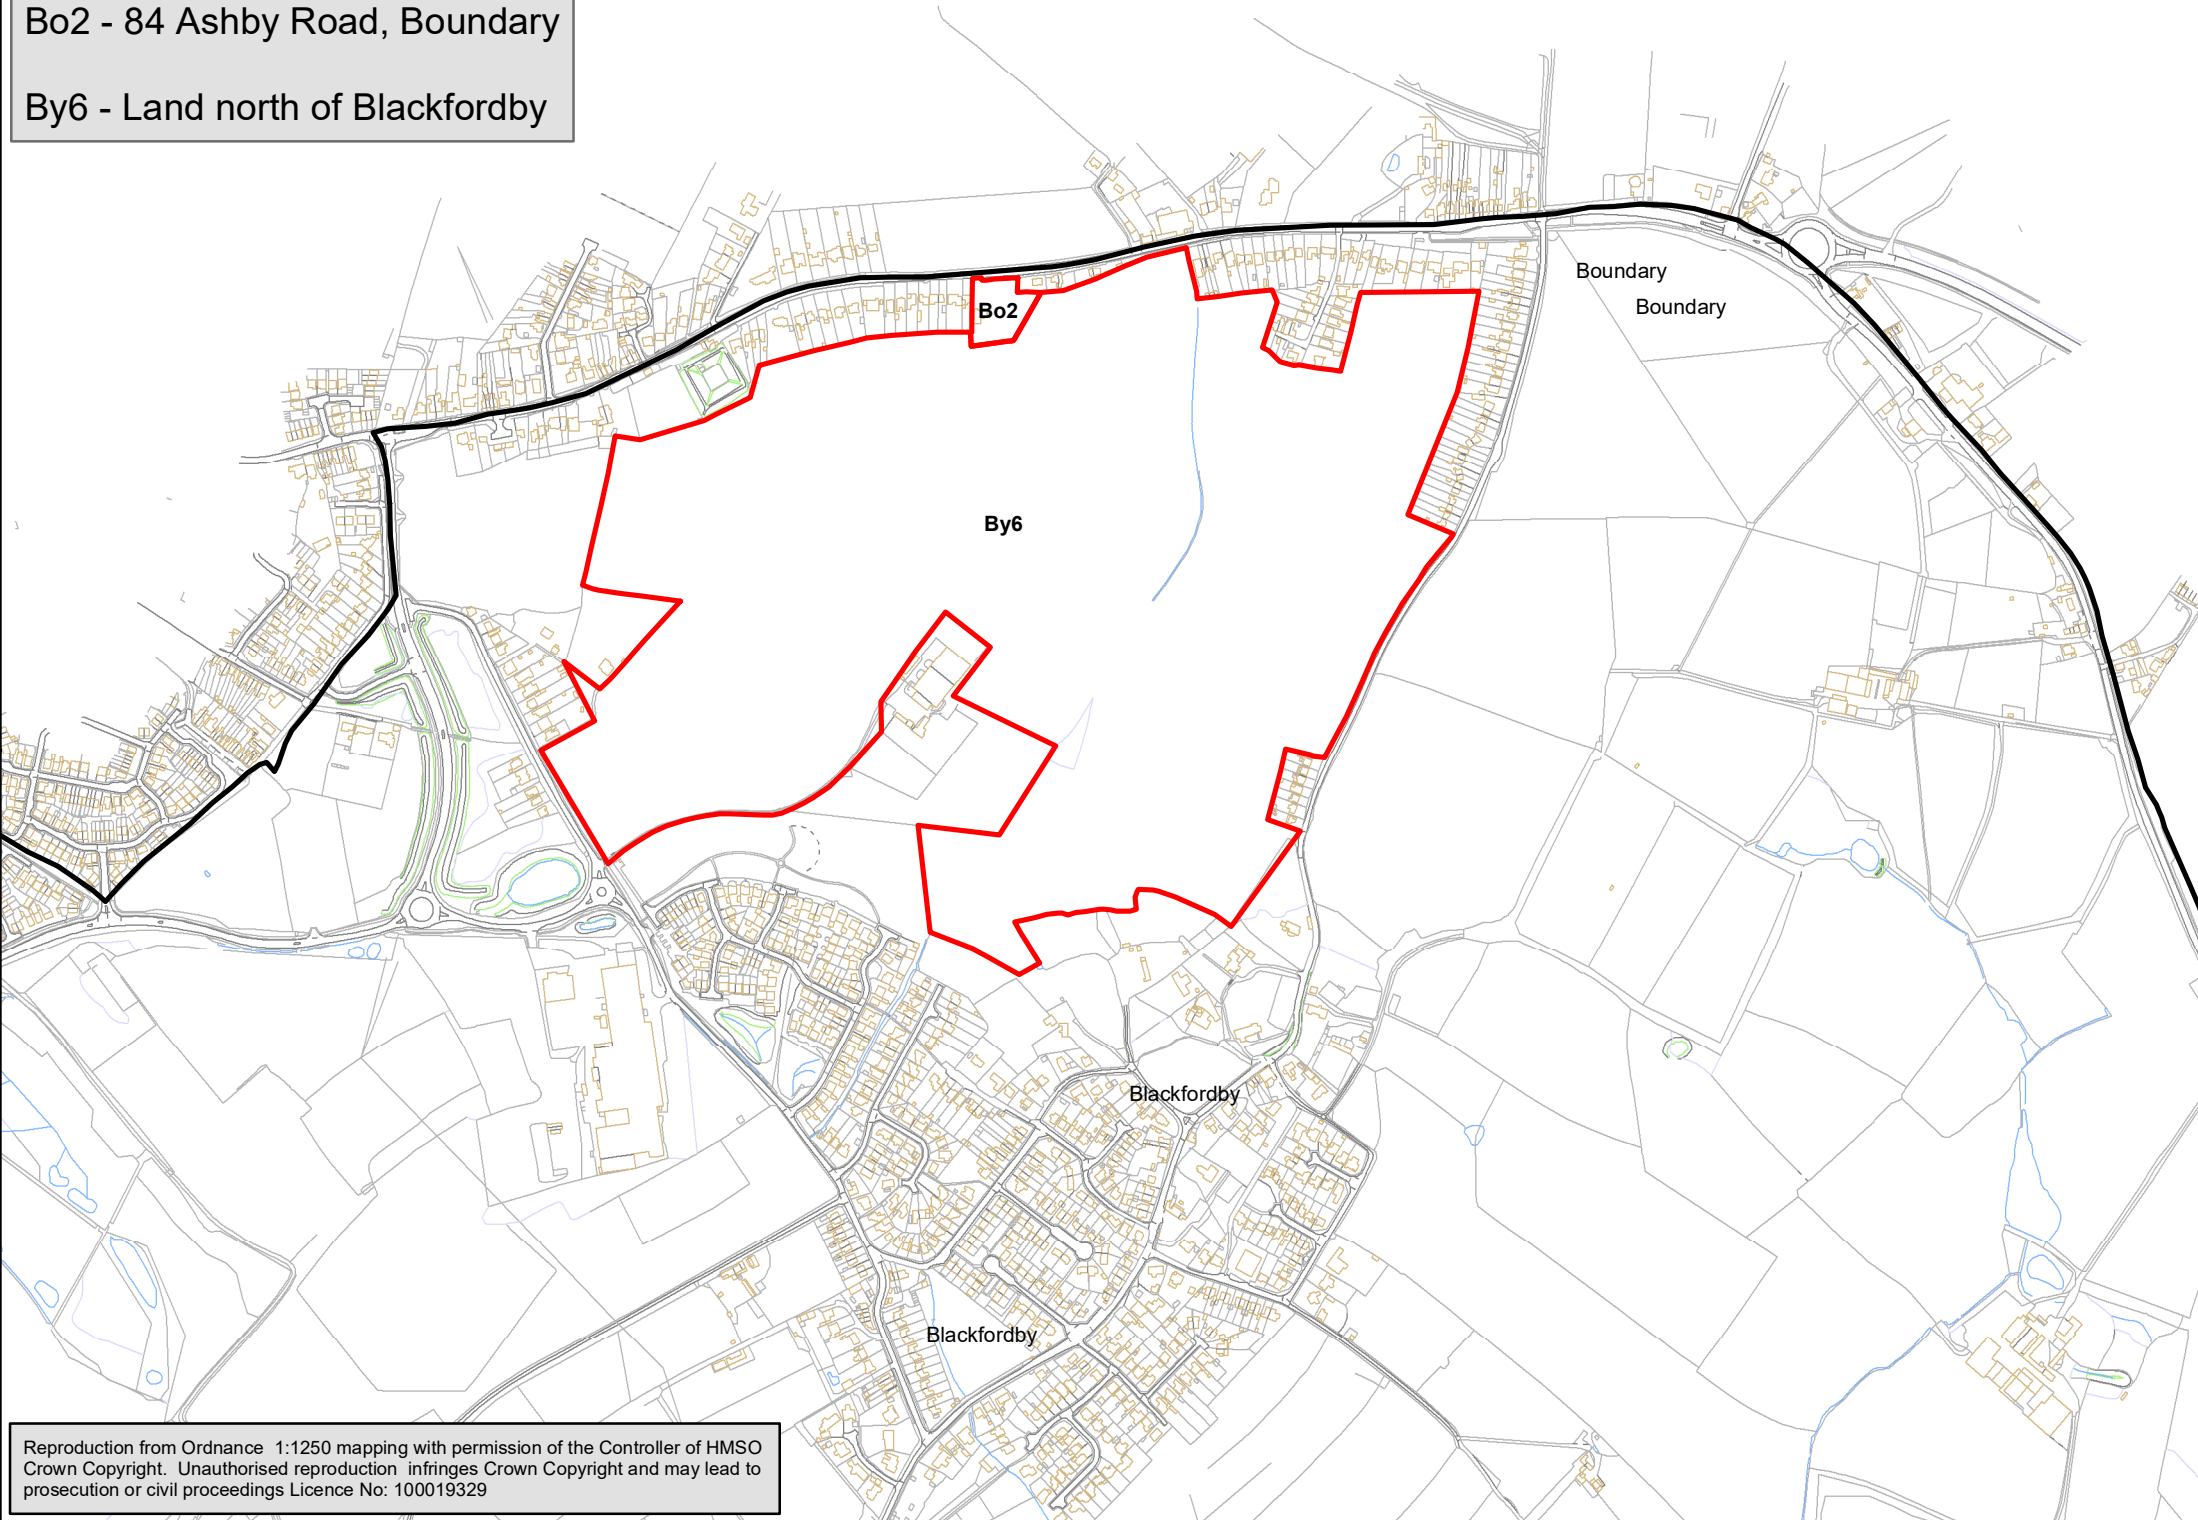 Bo2 - 84 Ashby Road, Boundary
By6 - Land north of Blackfordby
Boundary
Boundary
Bo2
By6
Blackfordby
Blackfordby
Reproduction from Ordnance 1:1250 mapping with permission of the Controller of HMSO
Crown Copyright. Unauthorised reproduction infringes Crown Copyright and may lead to
prosecution or civil proceedings Licence No: 100019329